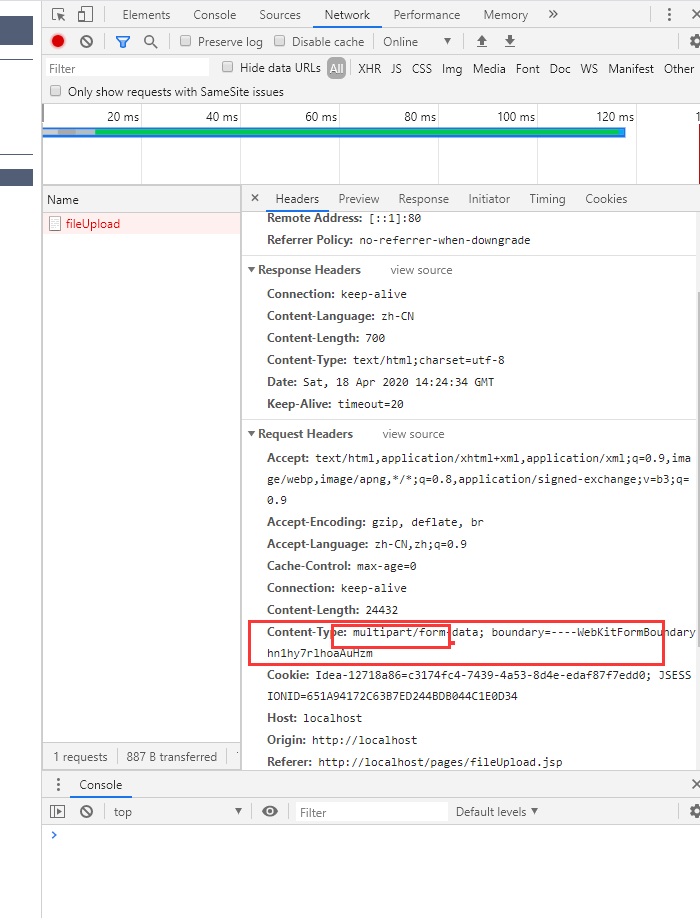 Elements Console Sources Network Performance Memory »
Preserve log Disable cache Online ▼
Filter Hide data URLs All XHR JS CSS Img Media Font Doc WS Manifest Other
Only show requests with SameSite issues
20 ms 40 ms 60 ms 80 ms 100 ms 120 ms 1
Name × Headers Preview Response Initiator Timing Cookies
fileUpload
Remote Address: [::1]:80
Referrer Policy: no-referrer-when-downgrade
▼ Response Headers view source
Connection: keep-alive
Content-Language: zh-CN
Content-Length: 700
Content-Type: text/html;charset=utf-8
Date: Sat, 18 Apr 2020 14:24:34 GMT
Keep-Alive: timeout=20
▼ Request Headers view source
Accept: text/html,application/xhtml+xml,application/xml;q=0.9,ima
ge/webp,image/apng,*/*;q=0.8,application/signed-exchange;v=b3;q=
0.9
Accept-Encoding: gzip, deflate, br
Accept-Language: zh-CN,zh;q=0.9
Cache-Control: max-age=0
Connection: keep-alive
Content-Length: 24432
Content-Type: multipart/form-data; boundary=----WebKitFormBoundary
hn1hy7rlhoaAuHzm
Cookie: Idea-12718a86=c3174fc4-7439-4a53-8d4e-edaf87f7edd0; JSESS
IONID=651A94172C63B7ED244BDB044C1E0D34
Host: localhost
Origin: http://localhost
Referer: http://localhost/pages/fileUpload.jsp
1 requests 887 B transferred
Console ×
top ▼ Filter Default levels ▼
›